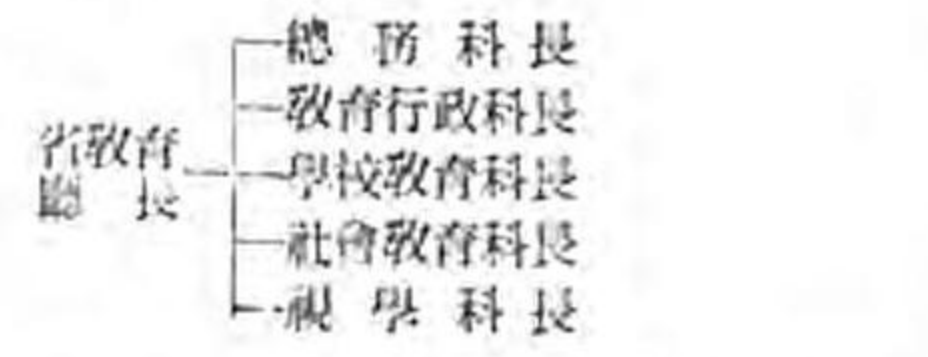 省教育
廳長
總務科長
教育行政科長
學校教育科長
社會教育科長
視學科長